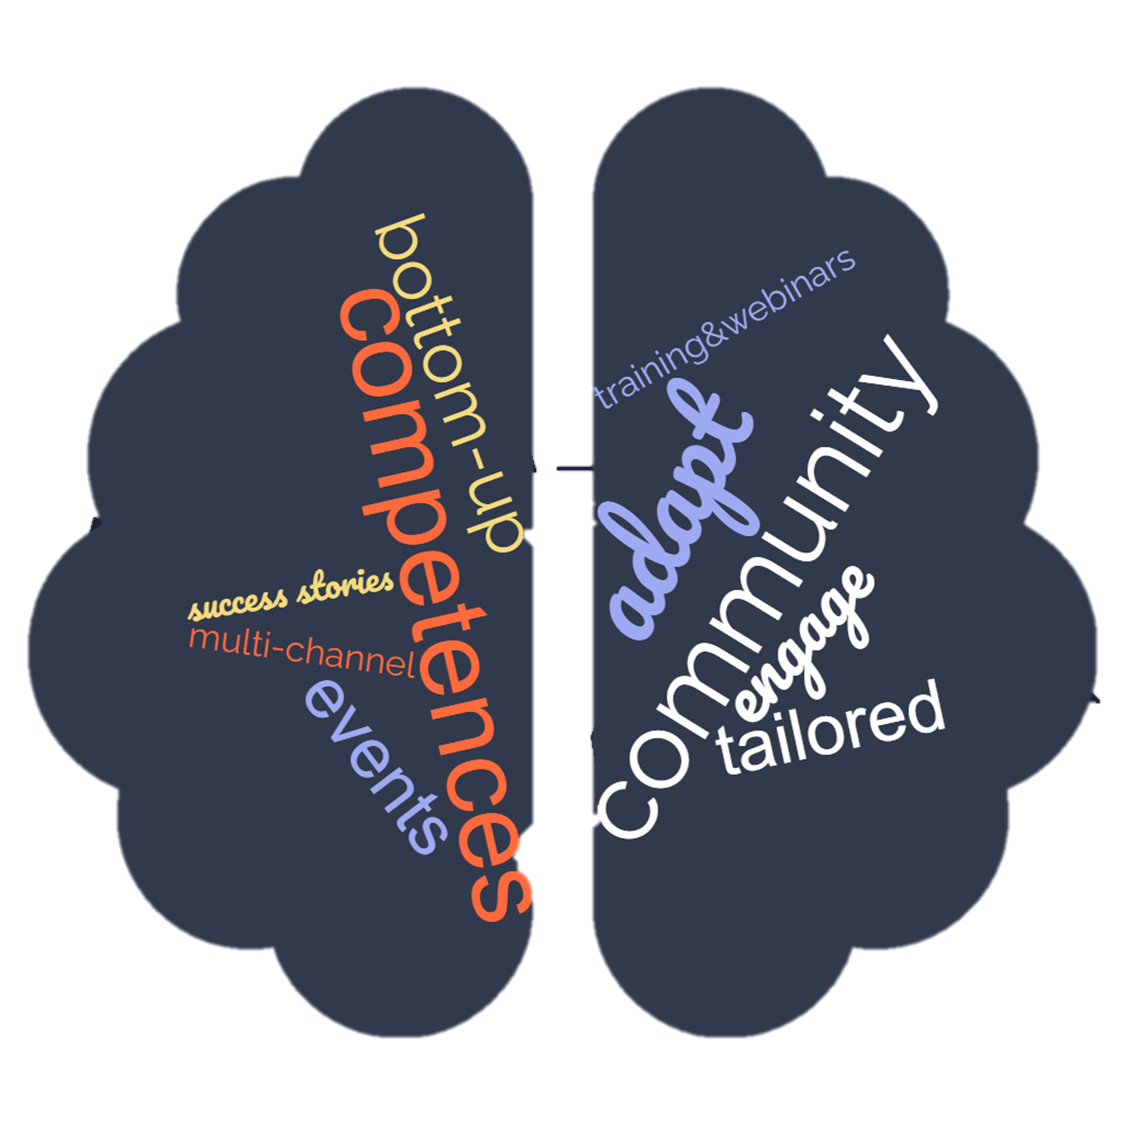 bottom-up
competences
success stories
multi-channel
events
training&webinars
adapt
community
engage
tailored